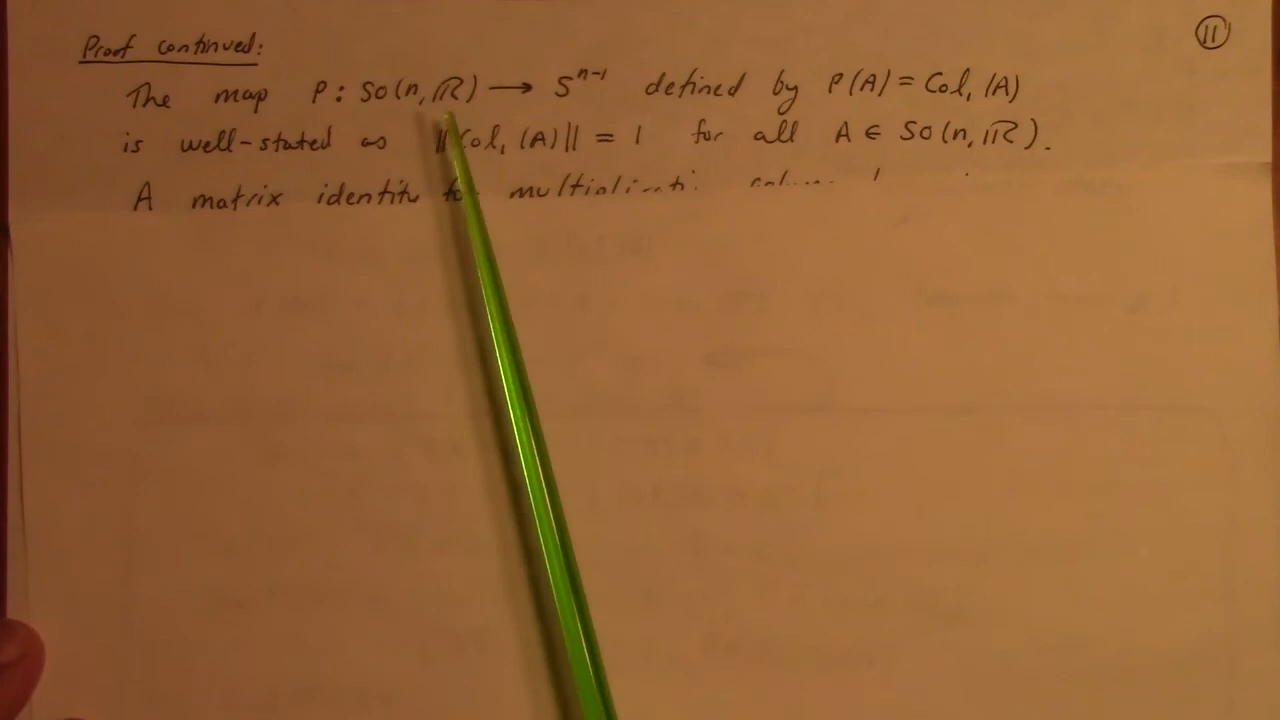 11
Proof continued:
The map P: SO(n, ℝ) → Sⁿ⁻¹ defined by P(A) = Col₁(A)
is well-stated as ‖Col₁(A)‖ = 1 for all A ∈ SO(n, ℝ).
A matrix identity